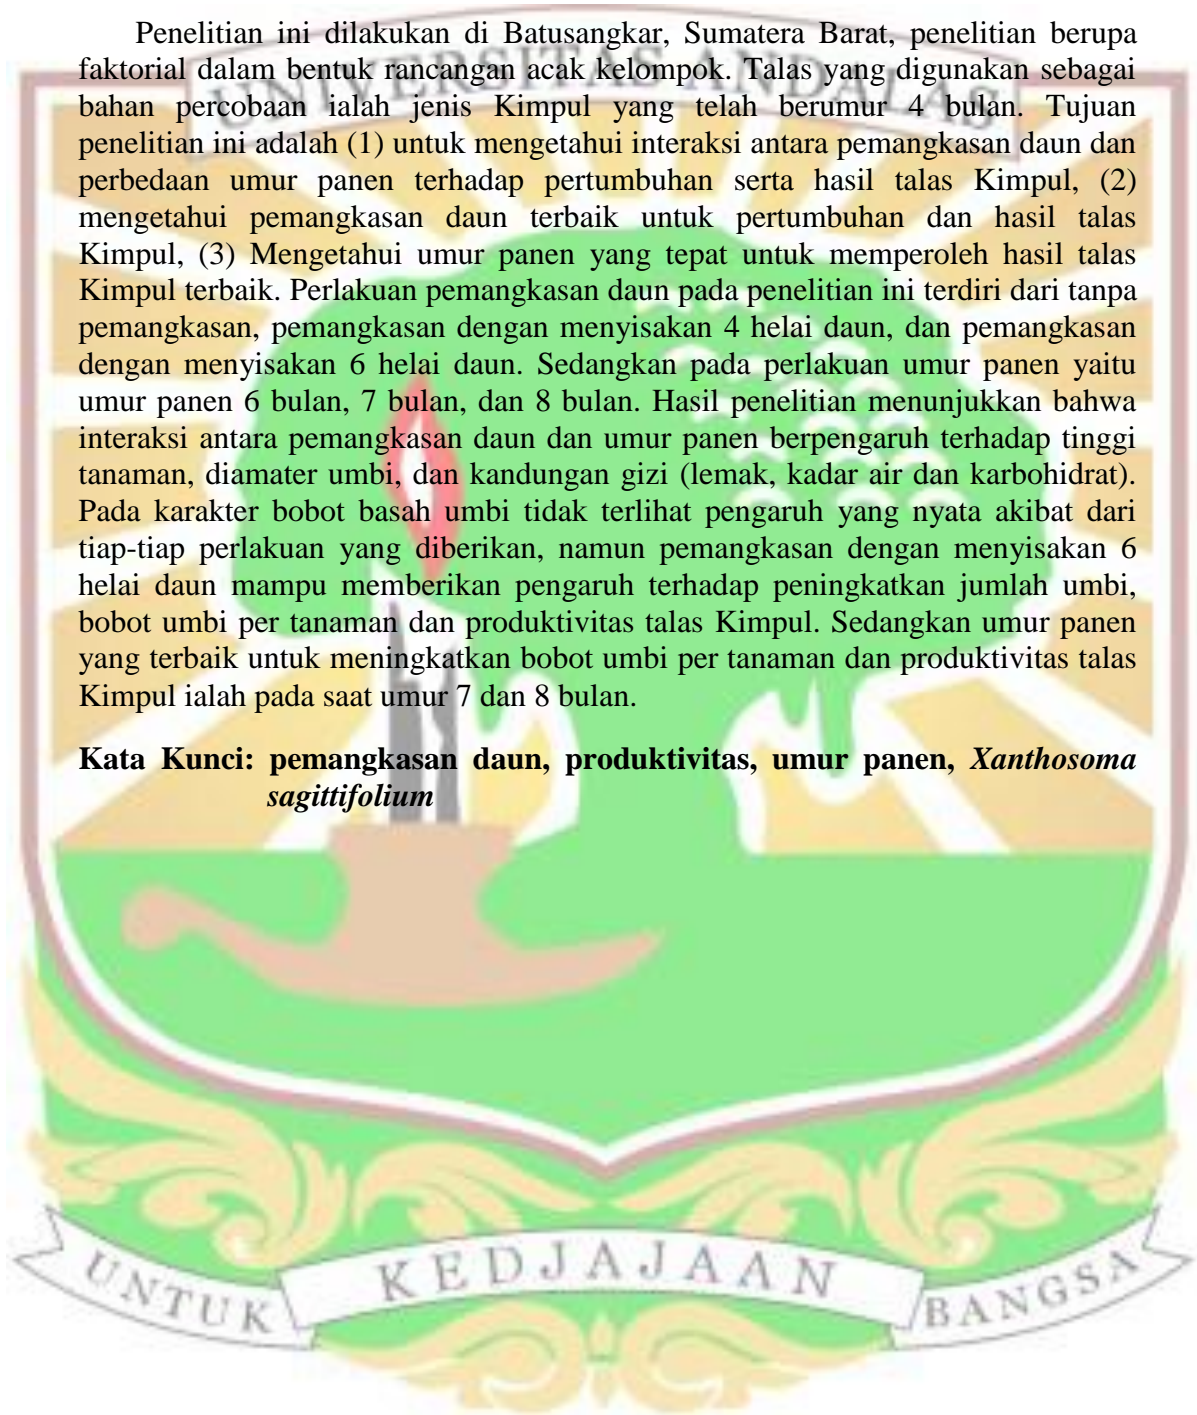 Penelitian ini dilakukan di Batusangkar, Sumatera Barat, penelitian berupa
faktorial dalam bentuk rancangan acak kelompok. Talas yang digunakan sebagai
bahan percobaan ialah jenis Kimpul yang telah berumur 4 bulan. Tujuan
penelitian ini adalah (1) untuk mengetahui interaksi antara pemangkasan daun dan
perbedaan umur panen terhadap pertumbuhan serta hasil talas Kimpul, (2)
mengetahui pemangkasan daun terbaik untuk pertumbuhan dan hasil talas
Kimpul, (3) Mengetahui umur panen yang tepat untuk memperoleh hasil talas
Kimpul terbaik. Perlakuan pemangkasan daun pada penelitian ini terdiri dari tanpa
pemangkasan, pemangkasan dengan menyisakan 4 helai daun, dan pemangkasan
dengan menyisakan 6 helai daun. Sedangkan pada perlakuan umur panen yaitu
umur panen 6 bulan, 7 bulan, dan 8 bulan. Hasil penelitian menunjukkan bahwa
interaksi antara pemangkasan daun dan umur panen berpengaruh terhadap tinggi
tanaman, diamater umbi, dan kandungan gizi (lemak, kadar air dan karbohidrat).
Pada karakter bobot basah umbi tidak terlihat pengaruh yang nyata akibat dari
tiap-tiap perlakuan yang diberikan, namun pemangkasan dengan menyisakan 6
helai daun mampu memberikan pengaruh terhadap peningkatkan jumlah umbi,
bobot umbi per tanaman dan produktivitas talas Kimpul. Sedangkan umur panen
yang terbaik untuk meningkatkan bobot umbi per tanaman dan produktivitas talas
Kimpul ialah pada saat umur 7 dan 8 bulan.
Kata Kunci: pemangkasan daun, produktivitas, umur panen, Xanthosoma
sagittifolium
UNIVERSITAS ANDALAS
UNTUK KEDJAJAAN BANGSA